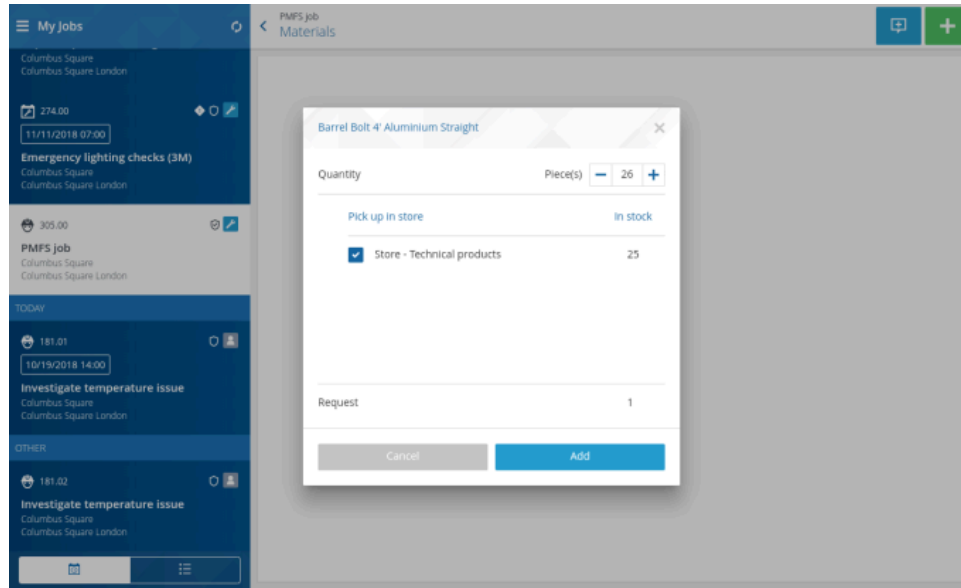 My Jobs
Columbus Square
Columbus Square London
274.00
11/11/2018 07:00
Emergency lighting checks (3M)
Columbus Square
Columbus Square London
305.00
PMFS job
Columbus Square
Columbus Square London
TODAY
181.01
10/19/2018 14:00
Investigate temperature issue
Columbus Square
Columbus Square London
OTHER
181.02
Investigate temperature issue
Columbus Square
Columbus Square London
PMFS job
Materials
Barrel Bolt 4' Aluminium Straight
Quantity Piece(s) 26
Pick up in store In stock
Store - Technical products 25
Request 1
Cancel Add